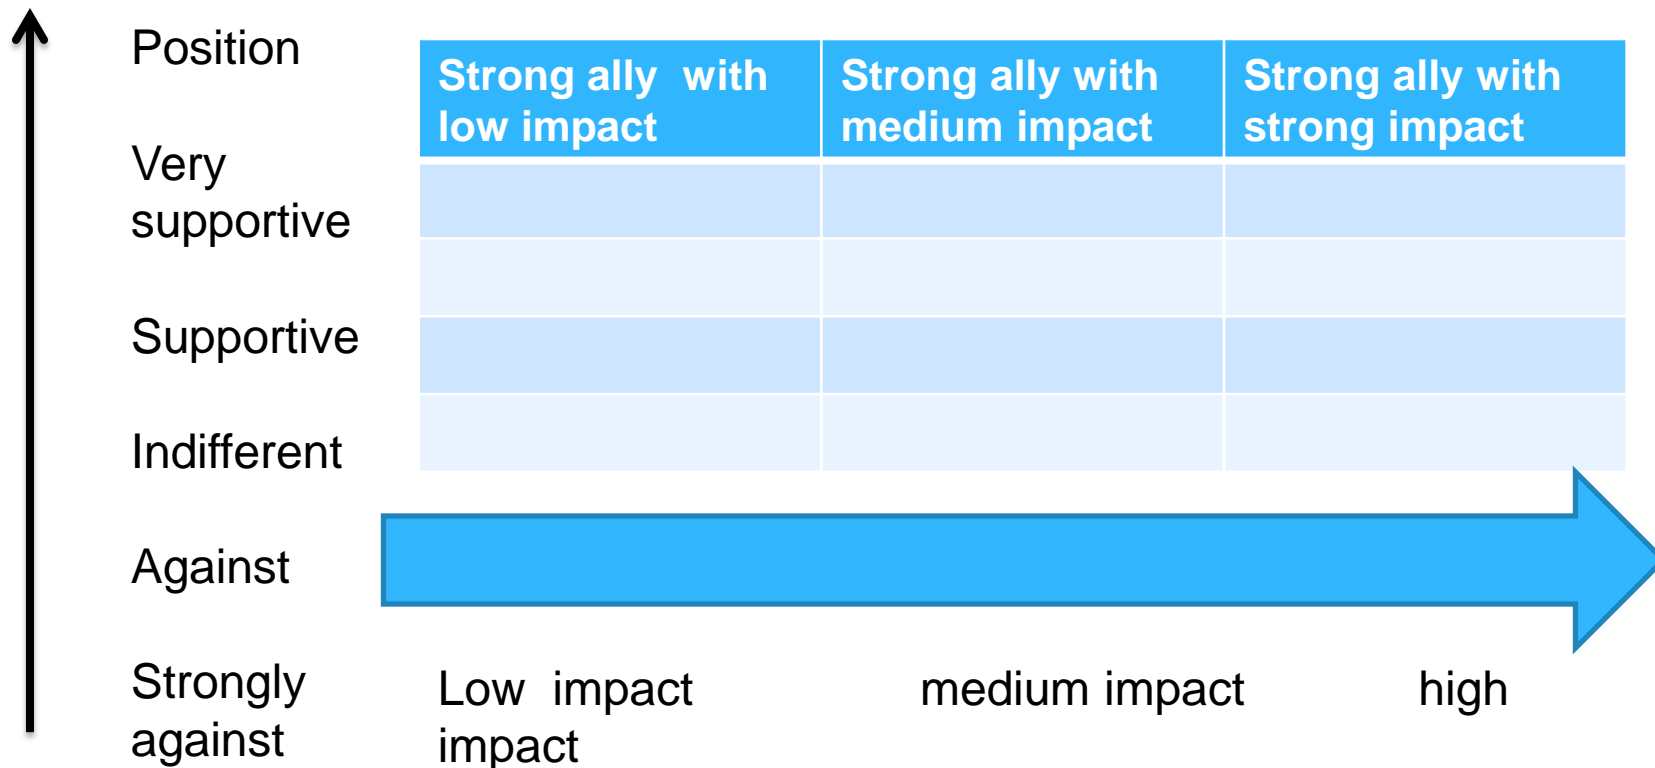 Position
Strong ally  with
low impact
Strong ally with
medium impact
Strong ally with
strong impact
Very
supportive
Supportive
Indifferent
Against
Strongly
against
Low  impact medium impact high
impact